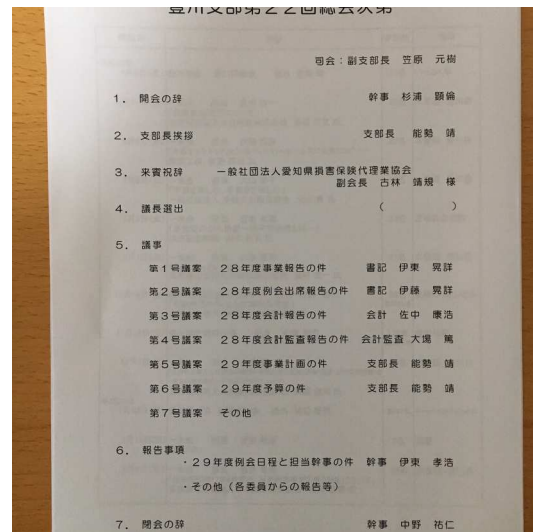 豊川支部第22回総会次第
司会：副支部長 笠原 元樹
1． 開会の辞 幹事 杉浦 顕倫
2． 支部長挨拶 支部長 能勢 靖
3． 来賓祝辞 一般社団法人愛知県損害保険代理業協会
副会長 古林 靖規 様
4． 議長選出 （ ）
5． 議事
第1号議案 28年度事業報告の件 書記 伊東 晃詳
第2号議案 28年度例会出席報告の件 書記 伊藤 晃詳
第3号議案 28年度会計報告の件 会計 佐中 康浩
第4号議案 28年度会計監査報告の件 会計監査 大場 篤
第5号議案 29年度事業計画の件 支部長 能勢 靖
第6号議案 29年度予算の件 支部長 能勢 靖
第7号議案 その他
6． 報告事項
・29年度例会日程と担当幹事の件 幹事 伊東 孝浩
・その他（各委員からの報告等）
7． 閉会の辞 幹事 中野 祐仁